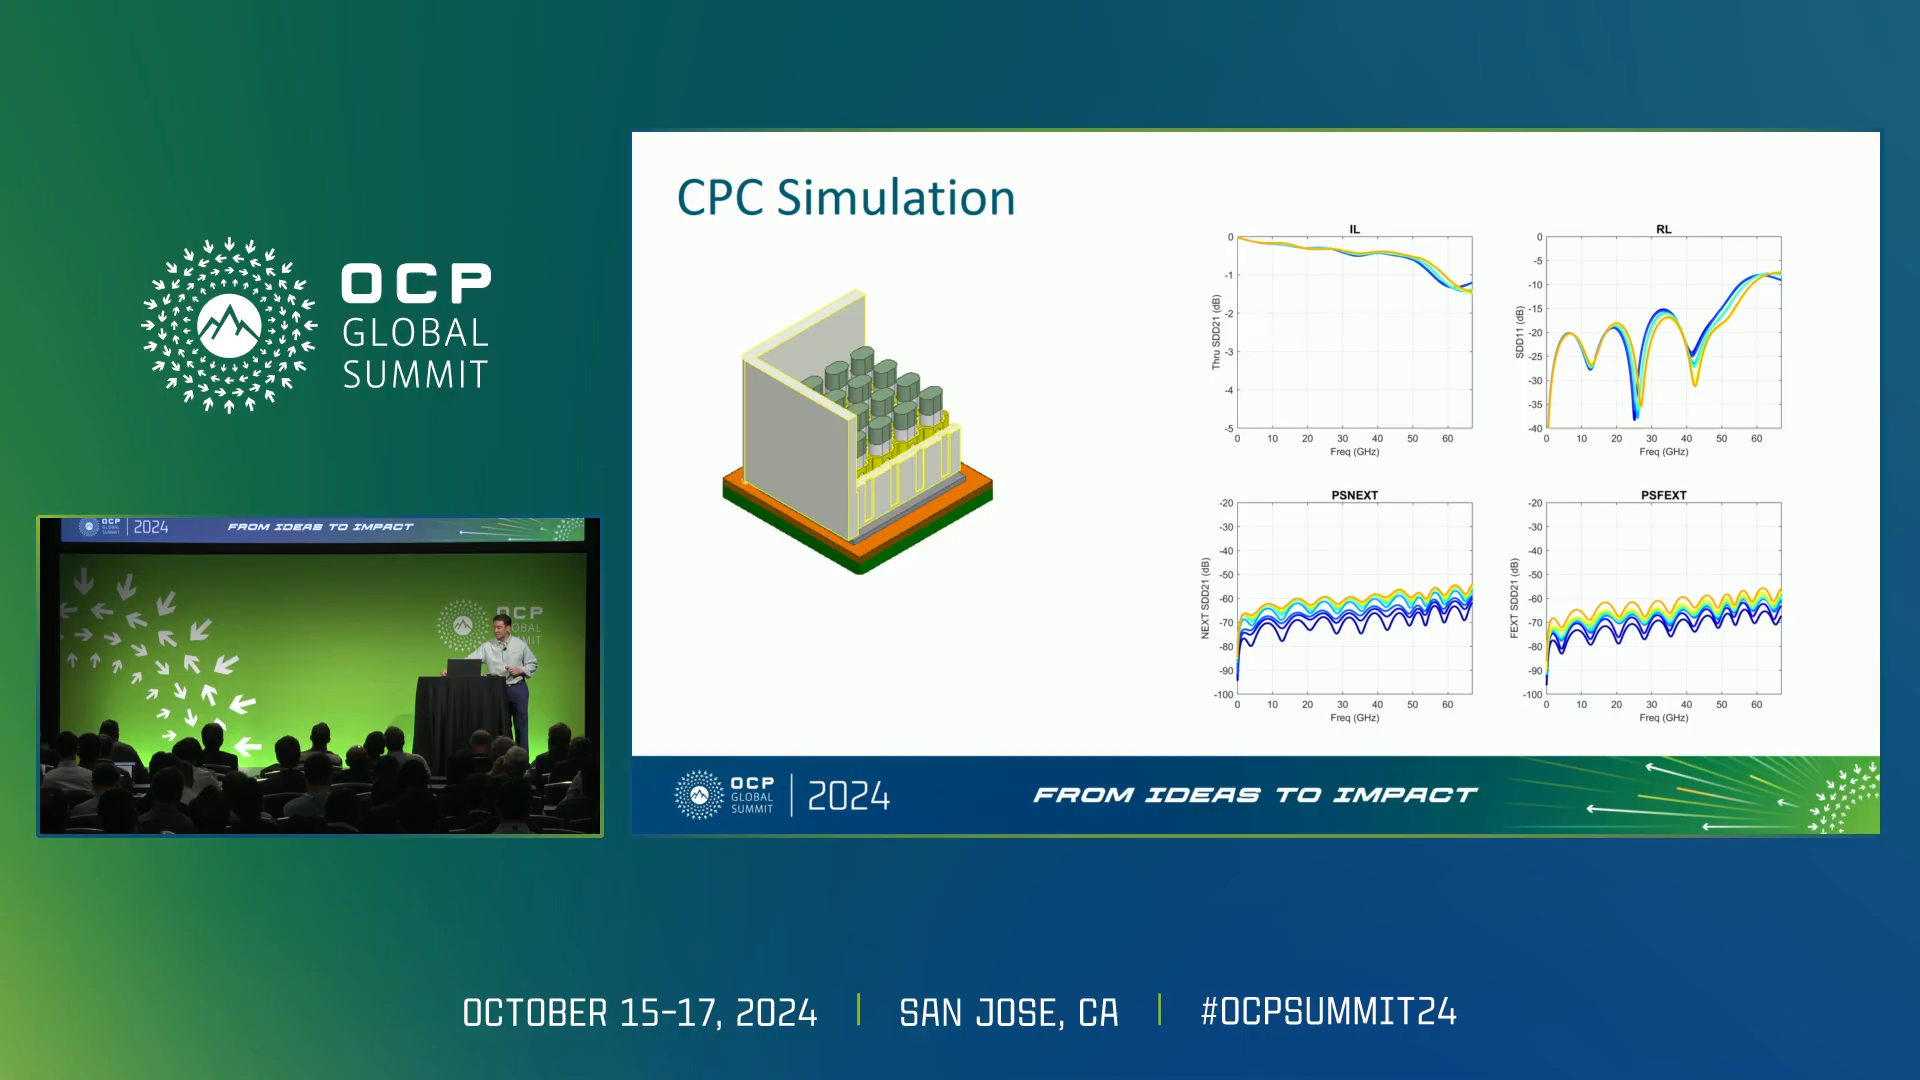 OCP
GLOBAL
SUMMIT
OCP
GLOBAL
SUMMIT
2024
FROM IDEAS TO IMPACT
OCP
GLOBAL
SUMMIT
CPC Simulation
IL
0
-1
-2
-3
-4
-5
Thru SDD21 (dB)
0 10 20 30 40 50 60
Freq (GHz)
RL
0
-5
-10
-15
-20
-25
-30
-35
-40
SDD11 (dB)
0 10 20 30 40 50 60
Freq (GHz)
PSNEXT
-20
-30
-40
-50
-60
-70
-80
-90
-100
NEXT SDD21 (dB)
0 10 20 30 40 50 60
Freq (GHz)
PSFEXT
-20
-30
-40
-50
-60
-70
-80
-90
-100
FEXT SDD21 (dB)
0 10 20 30 40 50 60
Freq (GHz)
OCP
GLOBAL
SUMMIT
2024
FROM IDEAS TO IMPACT
OCTOBER 15-17, 2024 | SAN JOSE, CA | #OCPSUMMIT24